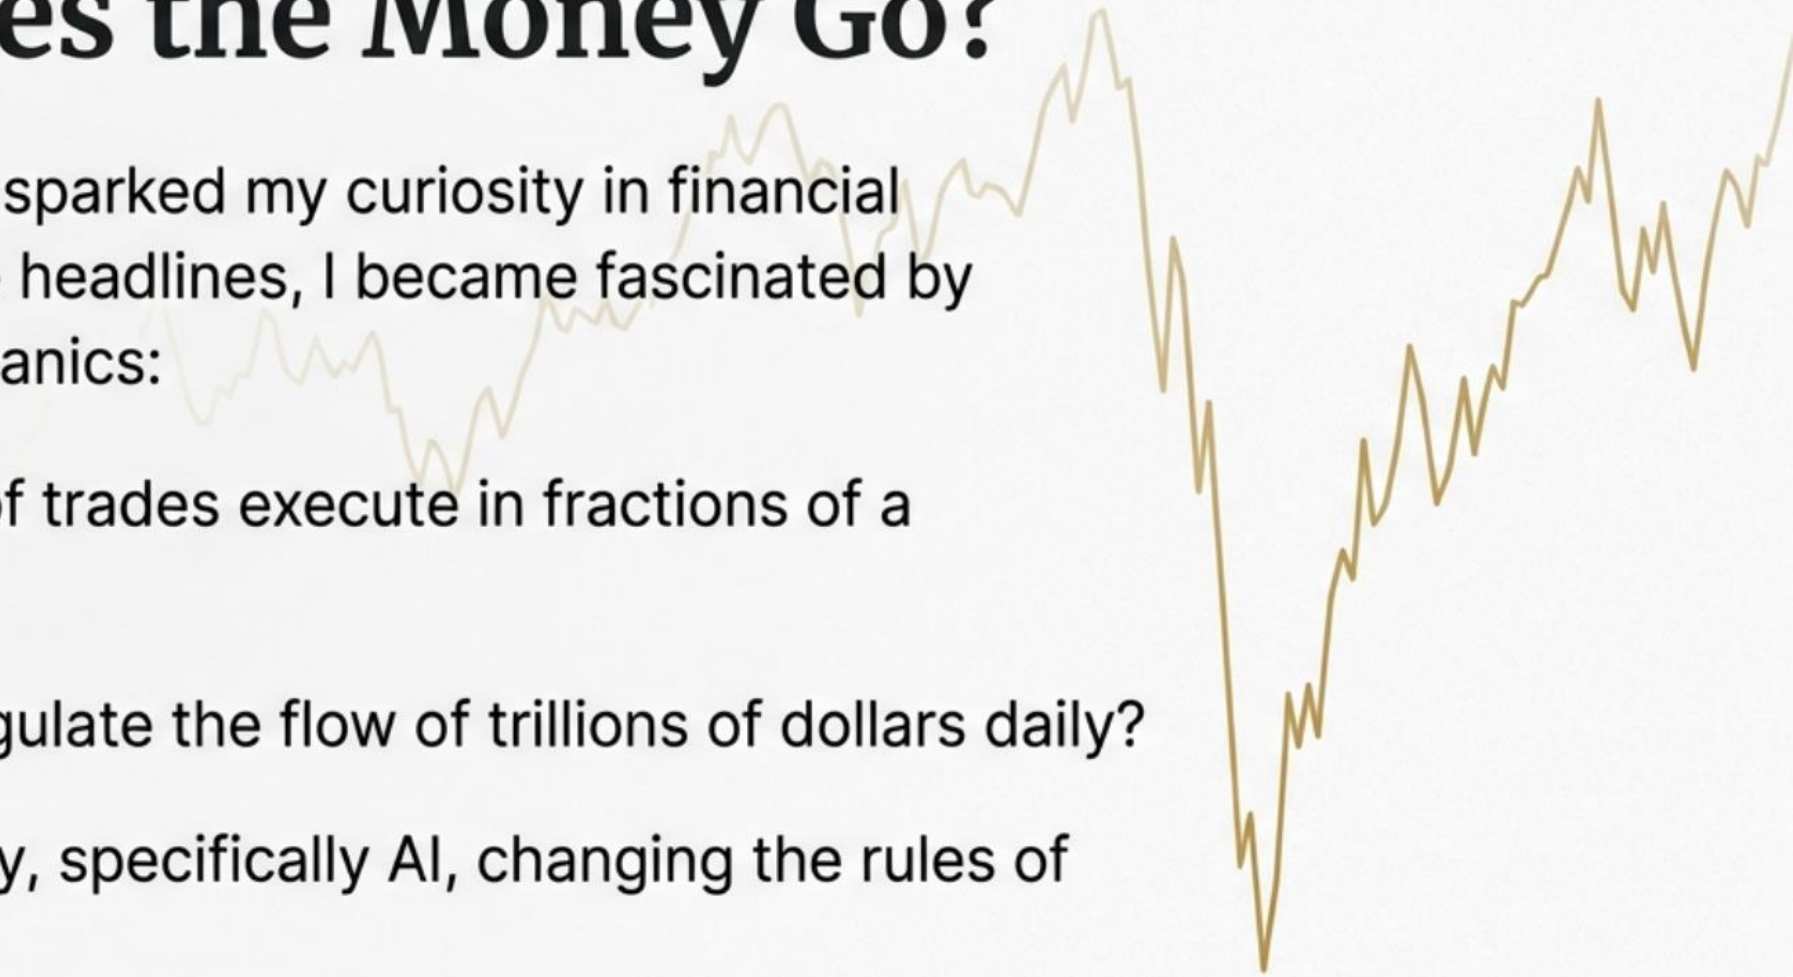 es the Money Go?
sparked my curiosity in financial
headlines, I became fascinated by
anics:
of trades execute in fractions of a
gulate the flow of trillions of dollars daily?
y, specifically AI, changing the rules of